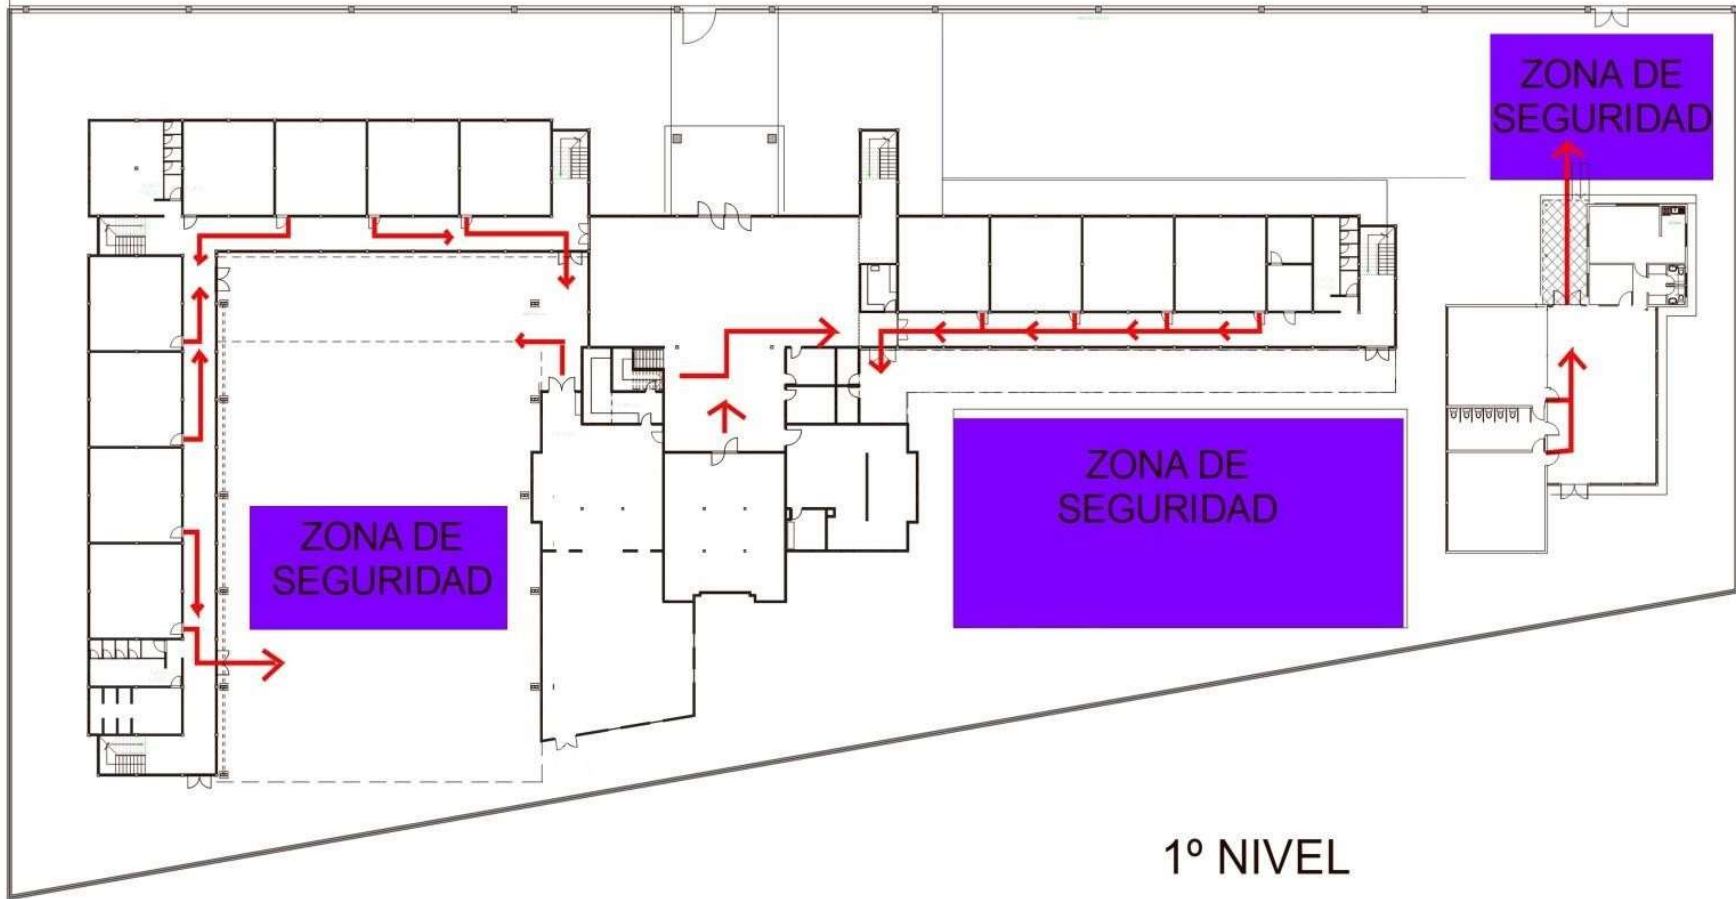 ZONA DE
SEGURIDAD
ZONA DE
SEGURIDAD
ZONA DE
SEGURIDAD
1º NIVEL